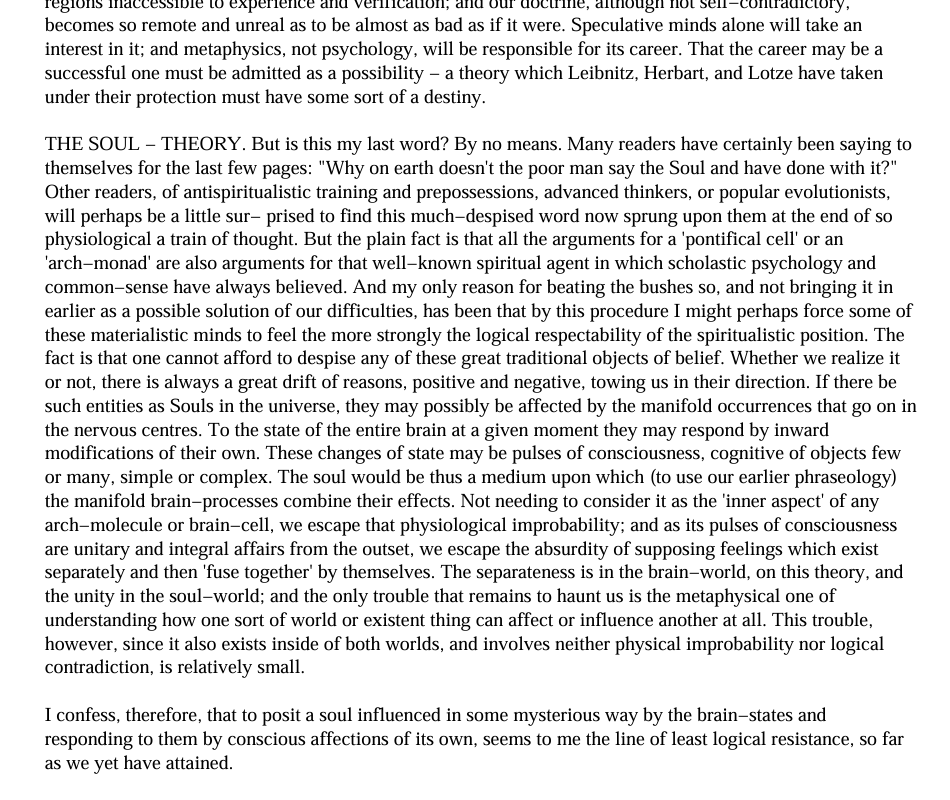 regions inaccessible to experience and verification; and our doctrine, although not self−contradictory,
becomes so remote and unreal as to be almost as bad as if it were. Speculative minds alone will take an
interest in it; and metaphysics, not psychology, will be responsible for its career. That the career may be a
successful one must be admitted as a possibility − a theory which Leibnitz, Herbart, and Lotze have taken
under their protection must have some sort of a destiny.
THE SOUL − THEORY. But is this my last word? By no means. Many readers have certainly been saying to
themselves for the last few pages: "Why on earth doesn't the poor man say the Soul and have done with it?"
Other readers, of antispiritualistic training and prepossessions, advanced thinkers, or popular evolutionists,
will perhaps be a little sur− prised to find this much−despised word now sprung upon them at the end of so
physiological a train of thought. But the plain fact is that all the arguments for a 'pontifical cell' or an
'arch−monad' are also arguments for that well−known spiritual agent in which scholastic psychology and
common−sense have always believed. And my only reason for beating the bushes so, and not bringing it in
earlier as a possible solution of our difficulties, has been that by this procedure I might perhaps force some of
these materialistic minds to feel the more strongly the logical respectability of the spiritualistic position. The
fact is that one cannot afford to despise any of these great traditional objects of belief. Whether we realize it
or not, there is always a great drift of reasons, positive and negative, towing us in their direction. If there be
such entities as Souls in the universe, they may possibly be affected by the manifold occurrences that go on in
the nervous centres. To the state of the entire brain at a given moment they may respond by inward
modifications of their own. These changes of state may be pulses of consciousness, cognitive of objects few
or many, simple or complex. The soul would be thus a medium upon which (to use our earlier phraseology)
the manifold brain−processes combine their effects. Not needing to consider it as the 'inner aspect' of any
arch−molecule or brain−cell, we escape that physiological improbability; and as its pulses of consciousness
are unitary and integral affairs from the outset, we escape the absurdity of supposing feelings which exist
separately and then 'fuse together' by themselves. The separateness is in the brain−world, on this theory, and
the unity in the soul−world; and the only trouble that remains to haunt us is the metaphysical one of
understanding how one sort of world or existent thing can affect or influence another at all. This trouble,
however, since it also exists inside of both worlds, and involves neither physical improbability nor logical
contradiction, is relatively small.
I confess, therefore, that to posit a soul influenced in some mysterious way by the brain−states and
responding to them by conscious affections of its own, seems to me the line of least logical resistance, so far
as we yet have attained.